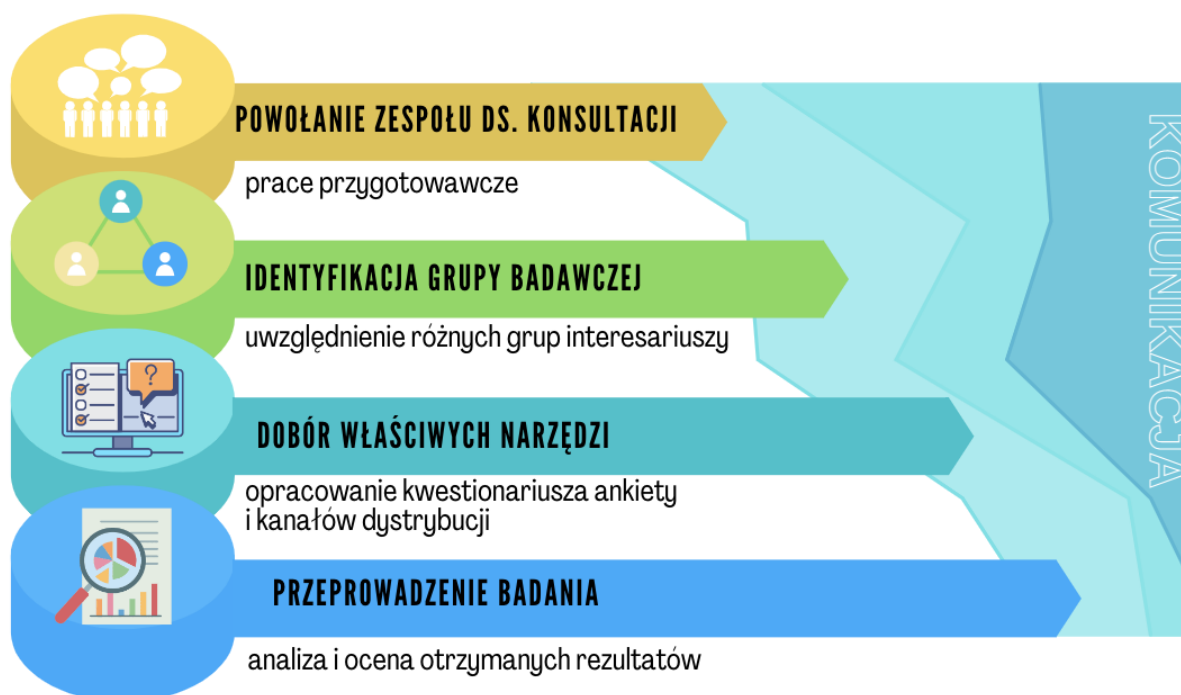 POWOŁANIE ZESPOŁU DS. KONSULTACJI
prace przygotowawcze
IDENTYFIKACJA GRUPY BADAWCZEJ
uwzględnienie różnych grup interesariuszy
?
DOBÓR WŁAŚCIWYCH NARZĘDZI
opracowanie kwestionariusza ankiety
i kanałów dystrybucji
PRZEPROWADZENIE BADANIA
analiza i ocena otrzymanych rezultatów
KOMUNIKACJA